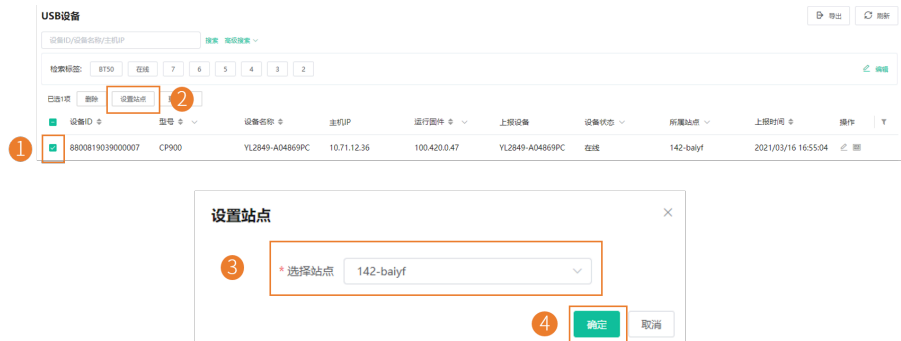 USB设备
导出 刷新
设备ID/设备名称/主机IP 搜索 高级搜索
检索标签: BT50 在线 7 6 5 4 3 2 编辑
已选1项 删除 设置站点 2
设备ID 型号 设备名称 主机IP 运行固件 上报设备 设备状态 所属站点 上报时间 操作
1 8800819039000007 CP900 YL2849-A04869PC 10.71.12.36 100.420.0.47 YL2849-A04869PC 在线 142-baiyf 2021/03/16 16:55:04
设置站点
3 * 选择站点 142-baiyf
4 确定 取消